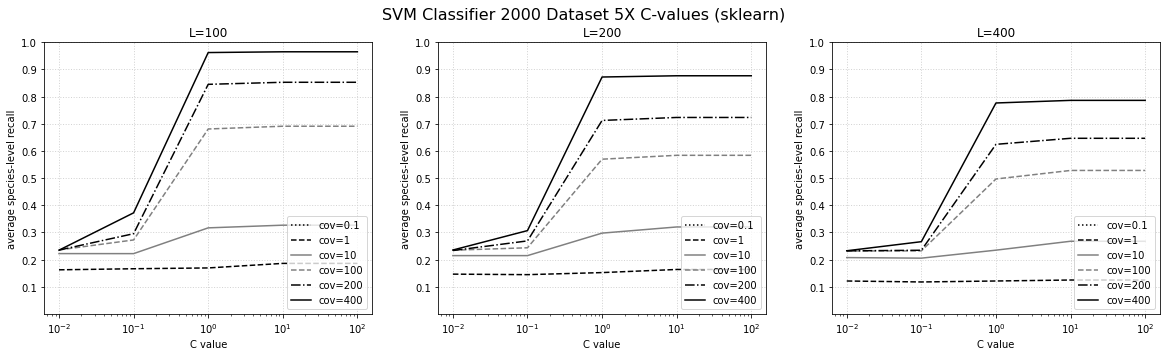 SVM Classifier 2000 Dataset 5X C-values (sklearn)
L=100
average species-level recall
1.0
0.9
0.8
0.7
0.6
0.5
0.4
0.3
0.2
0.1
cov=0.1
cov=1
cov=10
cov=100
cov=200
cov=400
10⁻² 10⁻¹ 10⁰ 10¹ 10²
C value
L=200
average species-level recall
1.0
0.9
0.8
0.7
0.6
0.5
0.4
0.3
0.2
0.1
cov=0.1
cov=1
cov=10
cov=100
cov=200
cov=400
10⁻² 10⁻¹ 10⁰ 10¹ 10²
C value
L=400
average species-level recall
1.0
0.9
0.8
0.7
0.6
0.5
0.4
0.3
0.2
0.1
cov=0.1
cov=1
cov=10
cov=100
cov=200
cov=400
10⁻² 10⁻¹ 10⁰ 10¹ 10²
C value